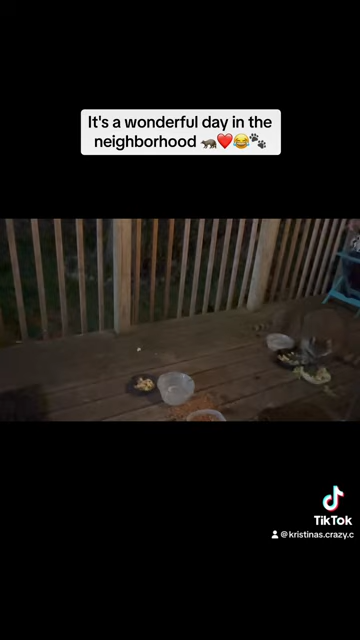 It's a wonderful day in the
neighborhood 🦡❤️😂🐾
TikTok
@kristinas.crazy.c